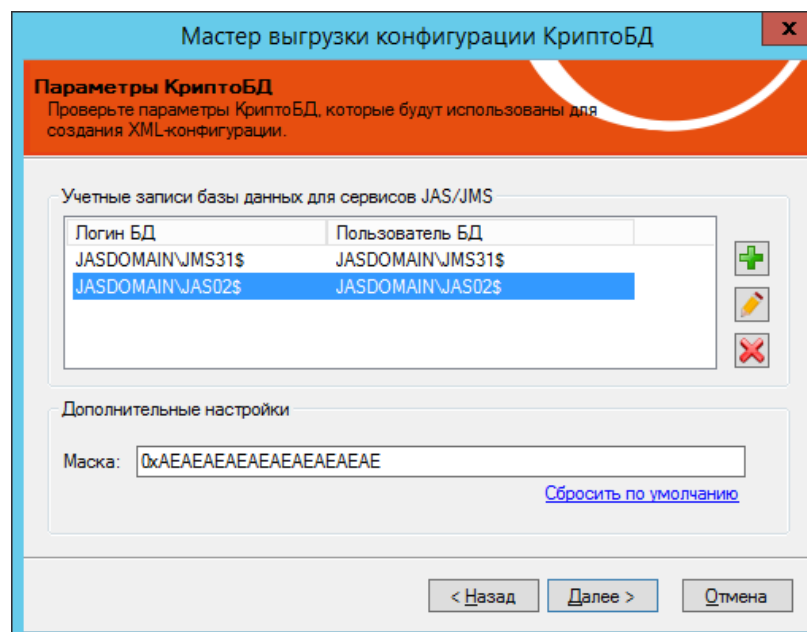 Мастер выгрузки конфигурации КриптоБД
x
Параметры КриптоБД
Проверьте параметры КриптоБД, которые будут использованы для
создания XML-конфигурации.
Учетные записи базы данных для сервисов JAS/JMS
Логин БД Пользователь БД
JASDOMAIN\JMS31$ JASDOMAIN\JMS31$
JASDOMAIN\JAS02$ JASDOMAIN\JAS02$
Дополнительные настройки
Маска: 0xAEAEAEAEAEAEAEAEAEAE
Сбросить по умолчанию
< Назад Далее > Отмена